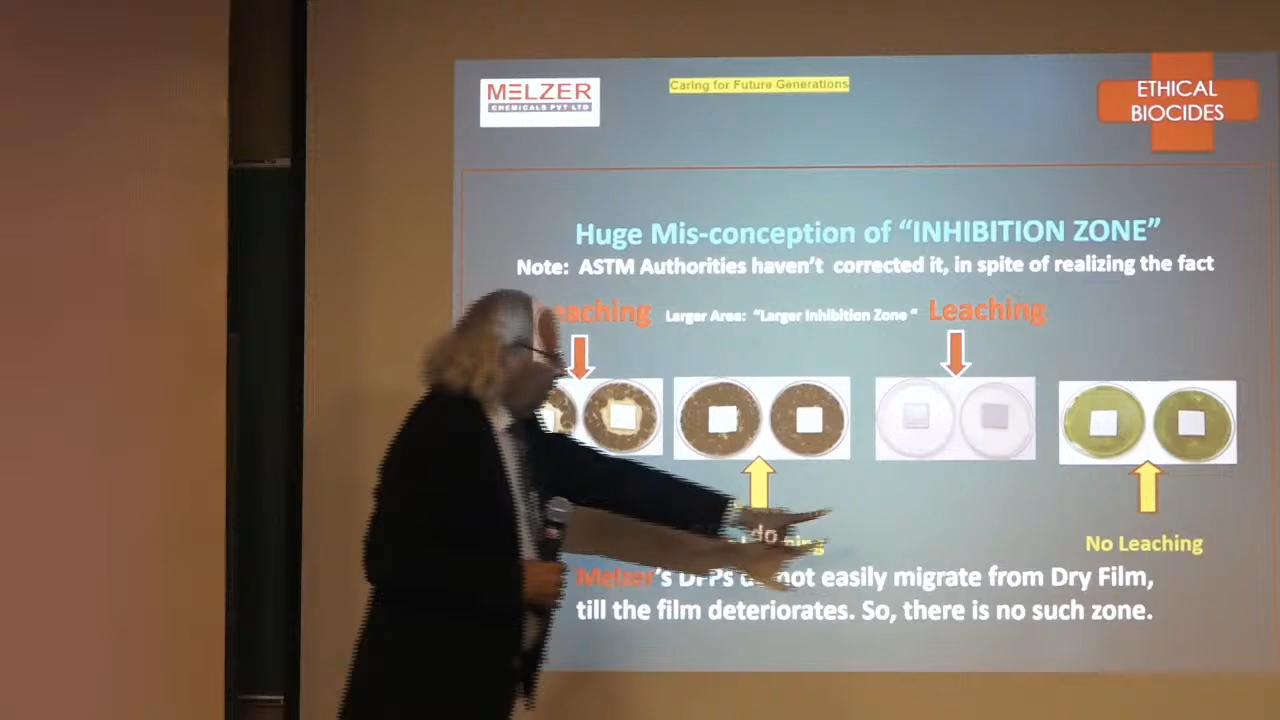 MELZER
CHEMICALS PVT LTD
Caring for Future Generations
ETHICAL
BIOCIDES
Huge Mis-conception of “INHIBITION ZONE”
Note: ASTM Authorities haven’t corrected it, in spite of realizing the fact
Larger Area: “Larger Inhibition Zone “ Leaching
No Leaching
Melzer’s not easily migrate from Dry Film,
till the film deteriorates. So, there is no such zone.